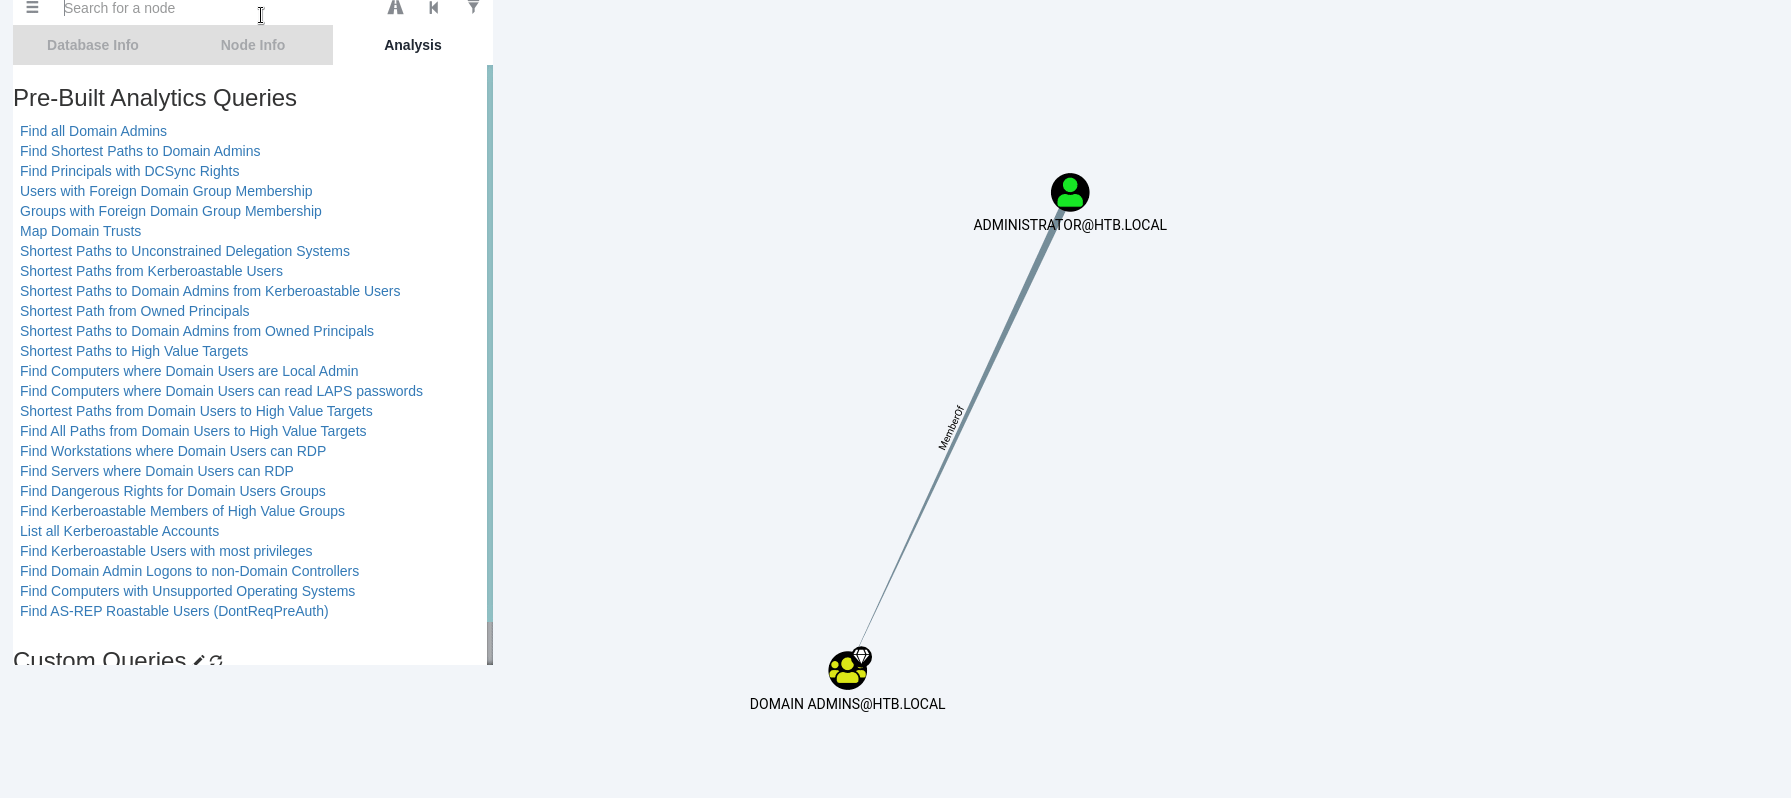 Search for a node
Database Info
Node Info
Analysis
Pre-Built Analytics Queries
Find all Domain Admins
Find Shortest Paths to Domain Admins
Find Principals with DCSync Rights
Users with Foreign Domain Group Membership
Groups with Foreign Domain Group Membership
Map Domain Trusts
Shortest Paths to Unconstrained Delegation Systems
Shortest Paths from Kerberoastable Users
Shortest Paths to Domain Admins from Kerberoastable Users
Shortest Path from Owned Principals
Shortest Paths to Domain Admins from Owned Principals
Shortest Paths to High Value Targets
Find Computers where Domain Users are Local Admin
Find Computers where Domain Users can read LAPS passwords
Shortest Paths from Domain Users to High Value Targets
Find All Paths from Domain Users to High Value Targets
Find Workstations where Domain Users can RDP
Find Servers where Domain Users can RDP
Find Dangerous Rights for Domain Users Groups
Find Kerberoastable Members of High Value Groups
List all Kerberoastable Accounts
Find Kerberoastable Users with most privileges
Find Domain Admin Logons to non-Domain Controllers
Find Computers with Unsupported Operating Systems
Find AS-REP Roastable Users (DontReqPreAuth)
Custom Queries
ADMINISTRATOR@HTB.LOCAL
MemberOf
DOMAIN ADMINS@HTB.LOCAL